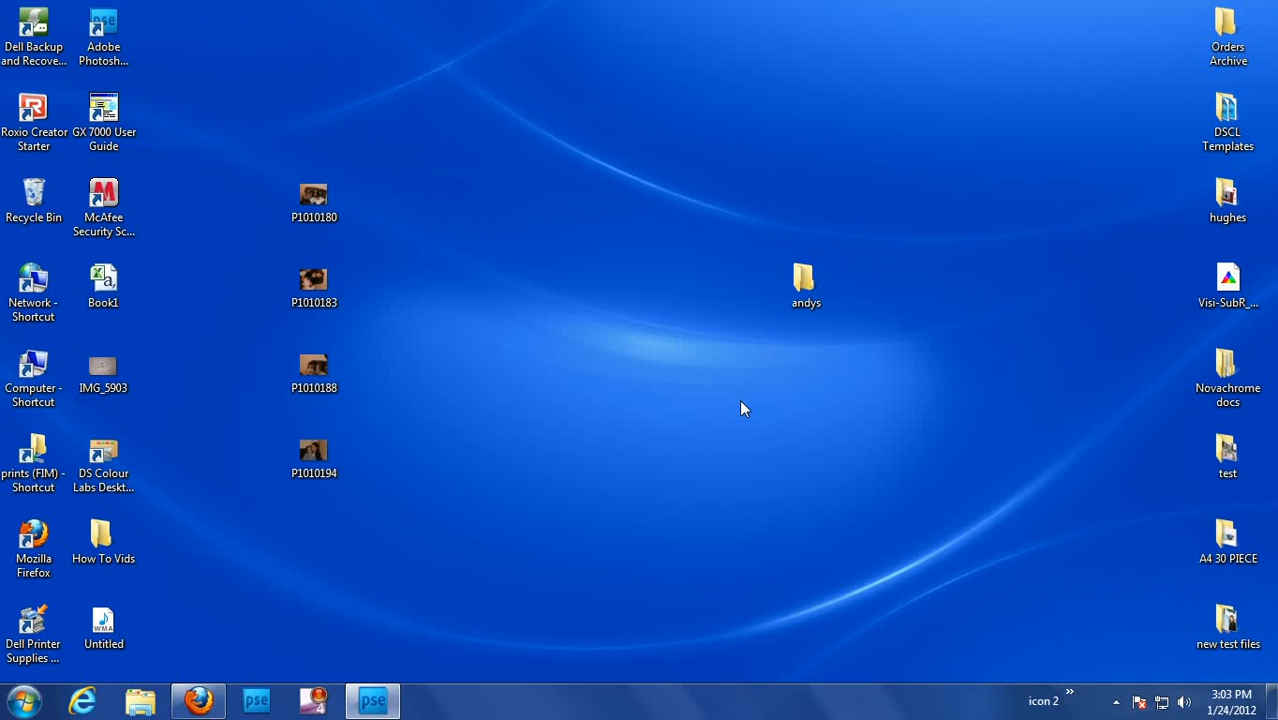 Dell Backup
and Recove...
Adobe
Photosh...
Orders
Archive
Roxio Creator
Starter
GX 7000 User
Guide
DSCL
Templates
Recycle Bin
McAfee
Security Sc...
P1010180
hughes
Network -
Shortcut
Book1
P1010183
andys
Visi-SubR_...
Computer -
Shortcut
IMG_5903
P1010188
Novachrome
docs
prints (FIM) -
Shortcut
DS Colour
Labs Deskt...
P1010194
test
Mozilla
Firefox
How To Vids
A4 30 PIECE
Dell Printer
Supplies ...
WMA
Untitled
new test files
pse
pse
pse
4
icon 2
3:03 PM
1/24/2012